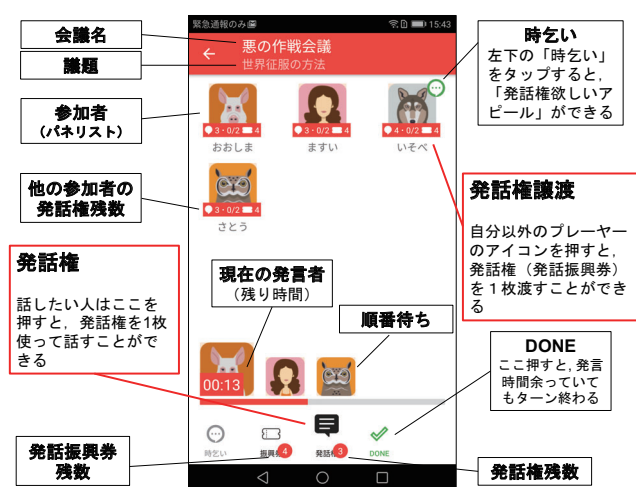 緊急通報のみ
15:43
会議名
悪の作戦会議
議題
世界征服の方法
時乞い
左下の「時乞い」
をタップすると,
「発話権欲しいア
ピール」ができる
参加者
(パネリスト)
3・0/2 4
3・0/2 4
4・0/2 4
おおしま
ますい
いそべ
他の参加者の
発話権残数
3・0/2 4
さとう
発話権譲渡
自分以外のプレーヤー
のアイコンを押すと,
発話権(発話振興券)
を1枚渡すことができ
る
発話権
話したい人はここを
押すと, 発話権を1枚
使って話すことがで
きる
現在の発言者
(残り時間)
順番待ち
00:13
DONE
ここ押すと, 発言
時間余っていて
もターン終わる
時乞い
振興券
4
発話権
3
DONE
発話振興券
残数
発話権残数